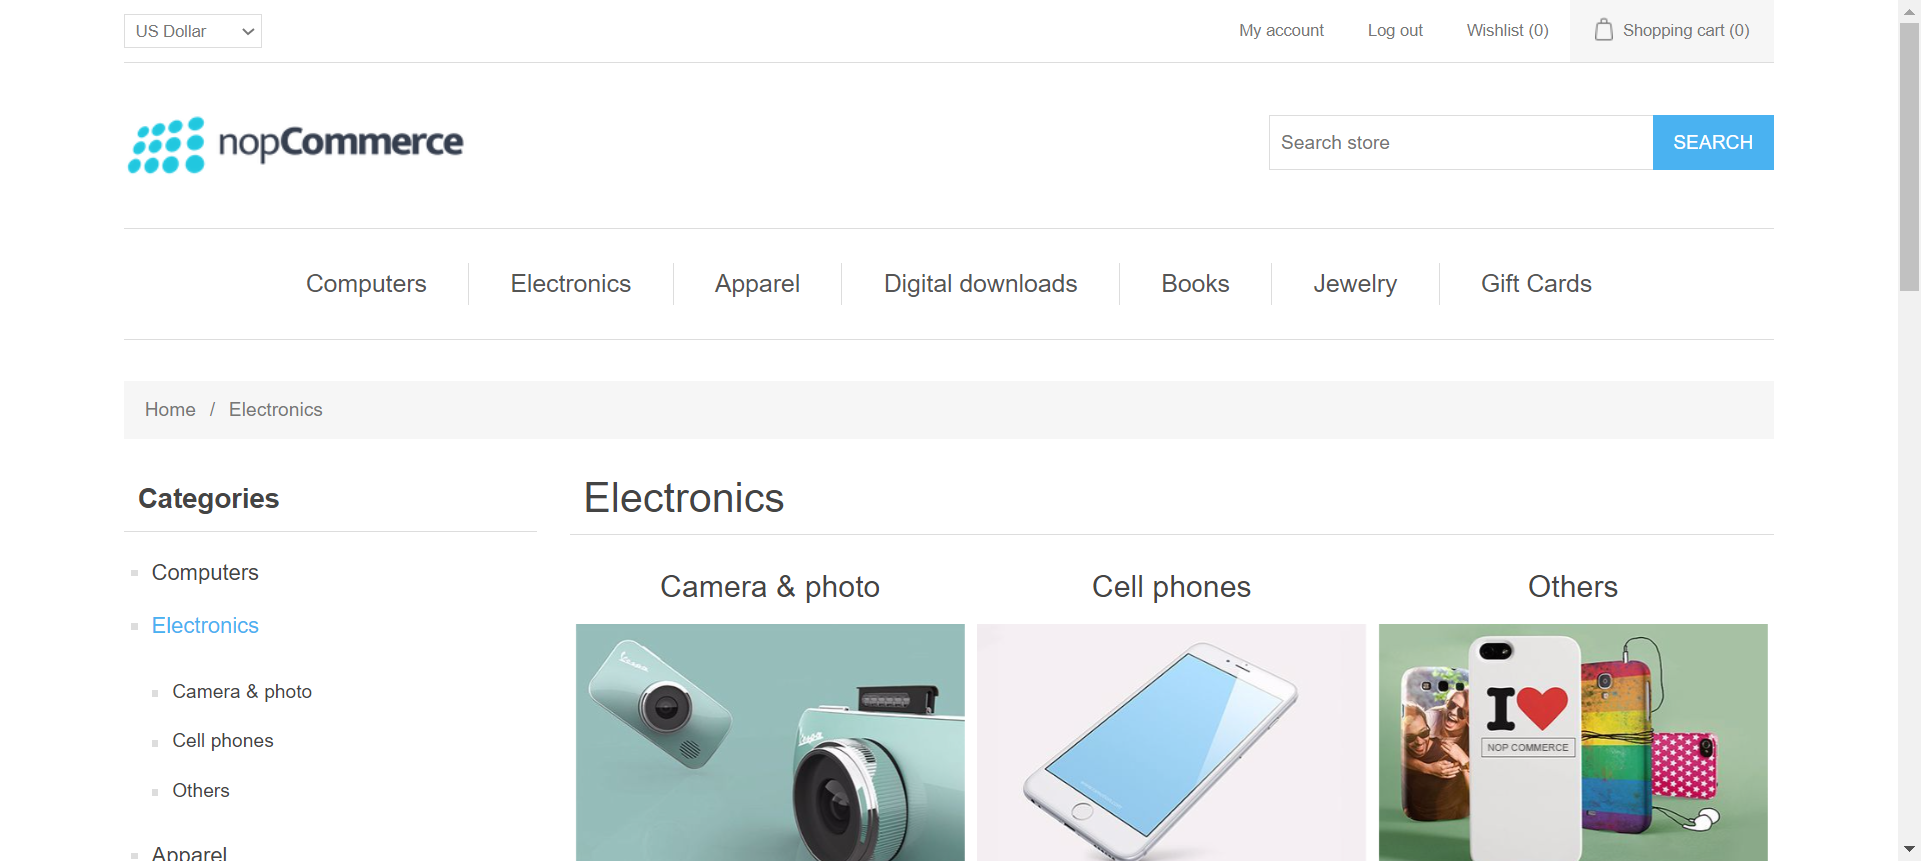 US Dollar
My account
Log out
Wishlist (0)
Shopping cart (0)
nopCommerce
Search store
SEARCH
Computers
Electronics
Apparel
Digital downloads
Books
Jewelry
Gift Cards
Home / Electronics
Categories
Computers
Electronics
Camera & photo
Cell phones
Others
Apparel
Electronics
Camera & photo
Vespa
Vespa
Cell phones
Others
I
NOP COMMERCE